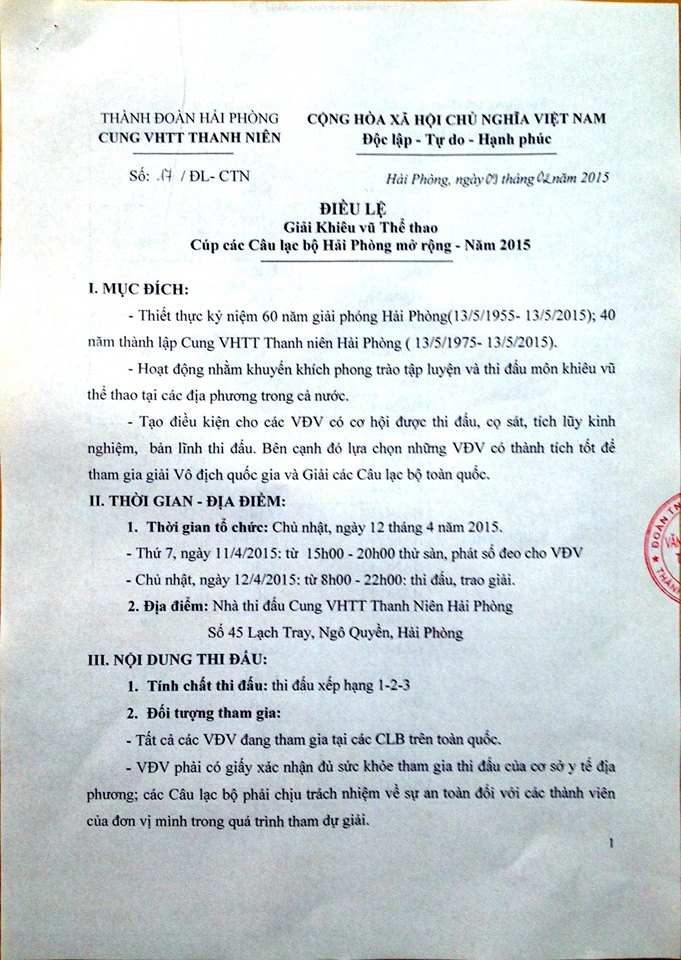 THÀNH ĐOÀN HẢI PHÒNG
CUNG VHTT THANH NIÊN
CỘNG HÒA XÃ HỘI CHỦ NGHĨA VIỆT NAM
Độc lập - Tự do - Hạnh phúc
Số: 17 / ĐL- CTN
Hải Phòng, ngày 09 tháng 02 năm 2015
ĐIỀU LỆ
Giải Khiêu vũ Thể thao
Cúp các Câu lạc bộ Hải Phòng mở rộng - Năm 2015
I. MỤC ĐÍCH:
- Thiết thực kỷ niệm 60 năm giải phóng Hải Phòng(13/5/1955- 13/5/2015); 40
năm thành lập Cung VHTT Thanh niên Hải Phòng ( 13/5/1975- 13/5/2015).
- Hoạt động nhằm khuyến khích phong trào tập luyện và thi đấu môn khiêu vũ
thể thao tại các địa phương trong cả nước.
- Tạo điều kiện cho các VĐV có cơ hội được thi đấu, cọ sát, tích lũy kinh
nghiệm, bản lĩnh thi đấu. Bên cạnh đó lựa chọn những VĐV có thành tích tốt để
tham gia giải Vô địch quốc gia và Giải các Câu lạc bộ toàn quốc.
II. THỜI GIAN - ĐỊA ĐIỂM:
1. Thời gian tổ chức: Chủ nhật, ngày 12 tháng 4 năm 2015.
- Thứ 7, ngày 11/4/2015: từ 15h00 - 20h00 thử sàn, phát số đeo cho VĐV
- Chủ nhật, ngày 12/4/2015: từ 8h00 - 22h00: thi đấu, trao giải.
2. Địa điểm: Nhà thi đấu Cung VHTT Thanh Niên Hải Phòng
Số 45 Lạch Tray, Ngô Quyền, Hải Phòng
III. NỘI DUNG THI ĐẤU:
1. Tính chất thi đấu: thi đấu xếp hạng 1-2-3
2. Đối tượng tham gia:
- Tất cả các VĐV đang tham gia tại các CLB trên toàn quốc.
- VĐV phải có giấy xác nhận đủ sức khỏe tham gia thi đấu của cơ sở y tế địa
phương; các Câu lạc bộ phải chịu trách nhiệm về sự an toàn đối với các thành viên
của đơn vị mình trong quá trình tham dự giải.
1
ĐOÀN TN